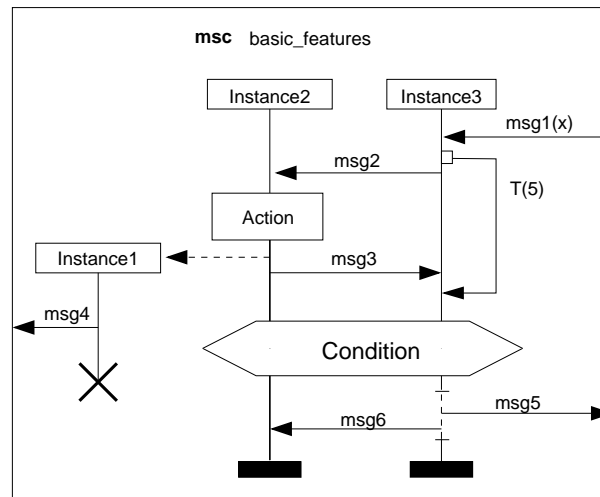 msc basic_features
Instance2
Instance3
msg1(x)
msg2
T(5)
Action
Instance1
msg3
msg4
Condition
msg5
msg6